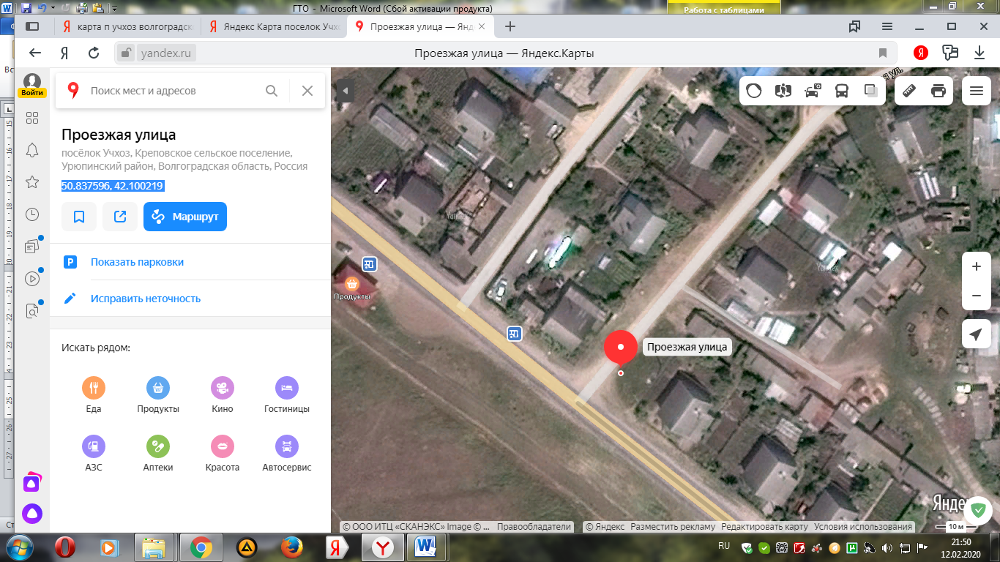 ГТО - Microsoft Word (Сбой активации продукта)
Работа с таблицами
карта п учхоз волгоградск
Яндекс Карта поселок Учхо
Проезжая улица — Янд
yandex.ru
Проезжая улица — Яндекс.Карты
Войти
Поиск мест и адресов
Проезжая улица
посёлок Учхоз, Креповское сельское поселение,
Урюпинский район, Волгоградская область, Россия
50.837596, 42.100219
Маршрут
Показать парковки
Исправить неточность
Искать рядом:
Еда
Продукты
Кино
Гостиницы
АЗС
Аптеки
Красота
Автосервис
я ул.
Yandex
Yandex
Продукты
Проезжая улица
Яндекс
10 м
© ООО ИТЦ «СКАНЭКС» Image © ... Правообладатели
© Яндекс Разместить рекламу Редактировать карту Условия использования
RU
21:50
12.02.2020